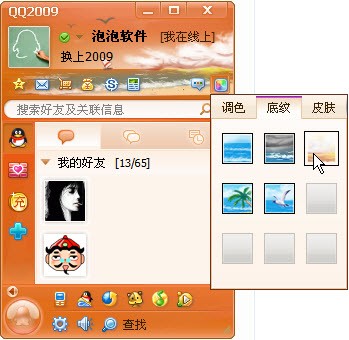 QQ2009
泡泡软件 [我在线上]
换上2009
调色 底纹 皮肤
搜索好友及关联信息
我的好友 [13/65]
充
查找